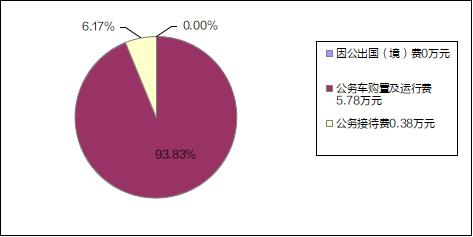 6.17%
0.00%
93.83%
因公出国（境）费0万元
公务车购置及运行费
5.78万元
公务接待费0.38万元